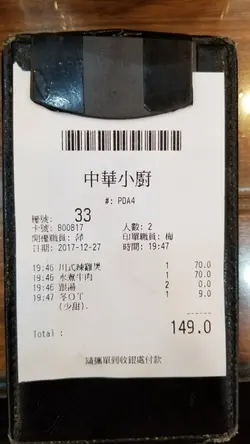 中華小廚
#: PDA4
檯號: 33
卡號: 800817 人數: 2
開檯職員: 萍 印單職員: 梅
日期: 2017-12-27 時間: 19:47
19:46 川式辣雞煲 1 70.0
19:46 水煮牛肉 1 70.0
19:46 跟湯 2 0.0
19:47 冬OT 1 9.0
(少甜).
Total: 149.0
請攜單到收銀處付款